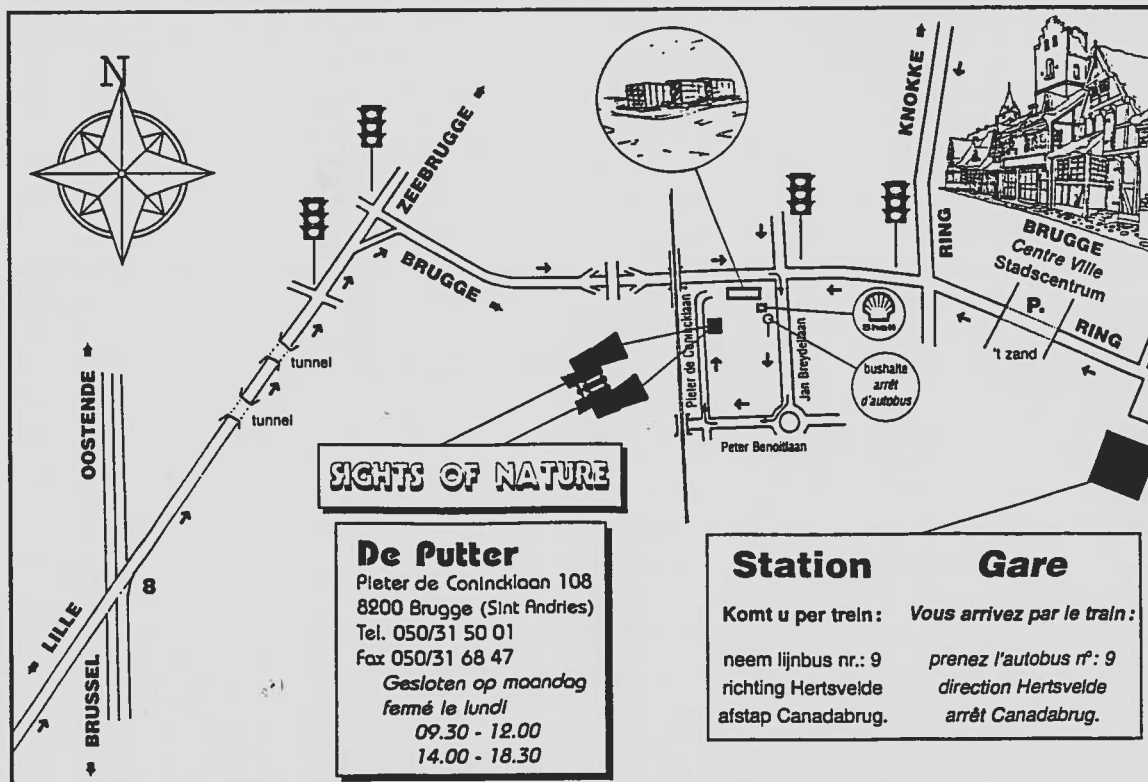 N
ZEEBRUGGE
BRUGGE
KNOKKE
RING
BRUGGE
Centre Ville
Stadscentrum
P.
RING
't zand
Shell
bushalte
arrêt
d'autobus
Pieter de Conincklaan
Jan Breydellaan
Peter Benoitlaan
tunnel
tunnel
OOSTENDE
8
LILLE
BRUSSEL
SIGHTS OF NATURE
De Putter
Pieter de Conincklaan 108
8200 Brugge (Sint Andries)
Tel. 050/31 50 01
Fax 050/31 68 47
Gesloten op maandag
fermé le lundi
09.30 - 12.00
14.00 - 18.30
Station
Komt u per trein:
neem lijnbus nr.: 9
richting Hertsvelde
afstap Canadabrug.
Gare
Vous arrivez par le train:
prenez l'autobus n°: 9
direction Hertsvelde
arrêt Canadabrug.